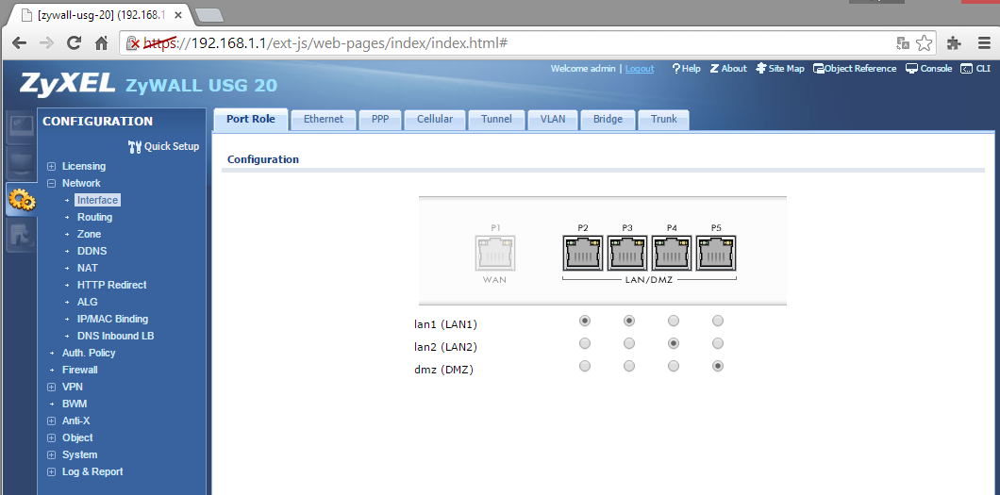 [zywall-usg-20] (192.168.1
https://192.168.1.1/ext-js/web-pages/index/index.html#
Welcome admin | Logout ?Help Z About Site Map Object Reference Console CLI
ZyXEL ZyWALL USG 20
CONFIGURATION
Quick Setup
Licensing
Network
Interface
Routing
Zone
DDNS
NAT
HTTP Redirect
ALG
IP/MAC Binding
DNS Inbound LB
Auth. Policy
Firewall
VPN
BWM
Anti-X
Object
System
Log & Report
Port Role Ethernet PPP Cellular Tunnel VLAN Bridge Trunk
Configuration
P1 P2 P3 P4 P5
WAN LAN/DMZ
lan1 (LAN1)
lan2 (LAN2)
dmz (DMZ)